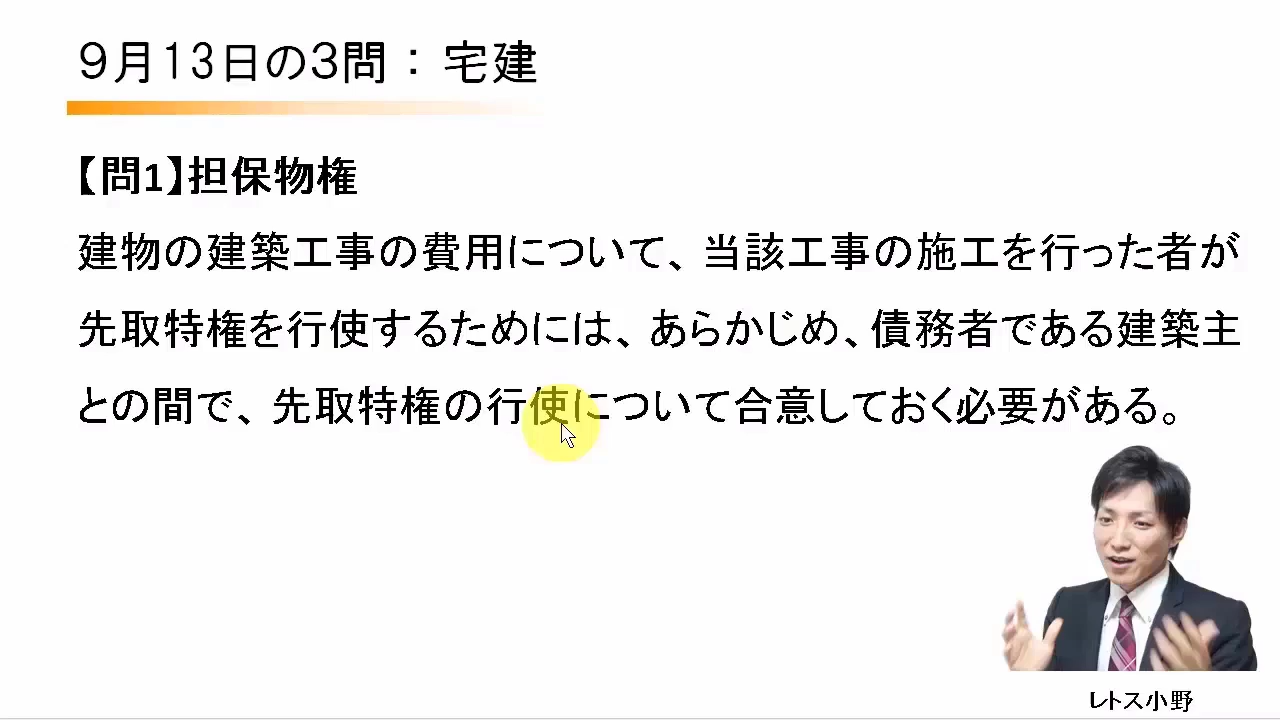 ９月13日の３問：宅建
【問1】担保物権
建物の建築工事の費用について、当該工事の施工を行った者が
先取特権を行使するためには、あらかじめ、債務者である建築主
との間で、先取特権の行使について合意しておく必要がある。
レトス小野